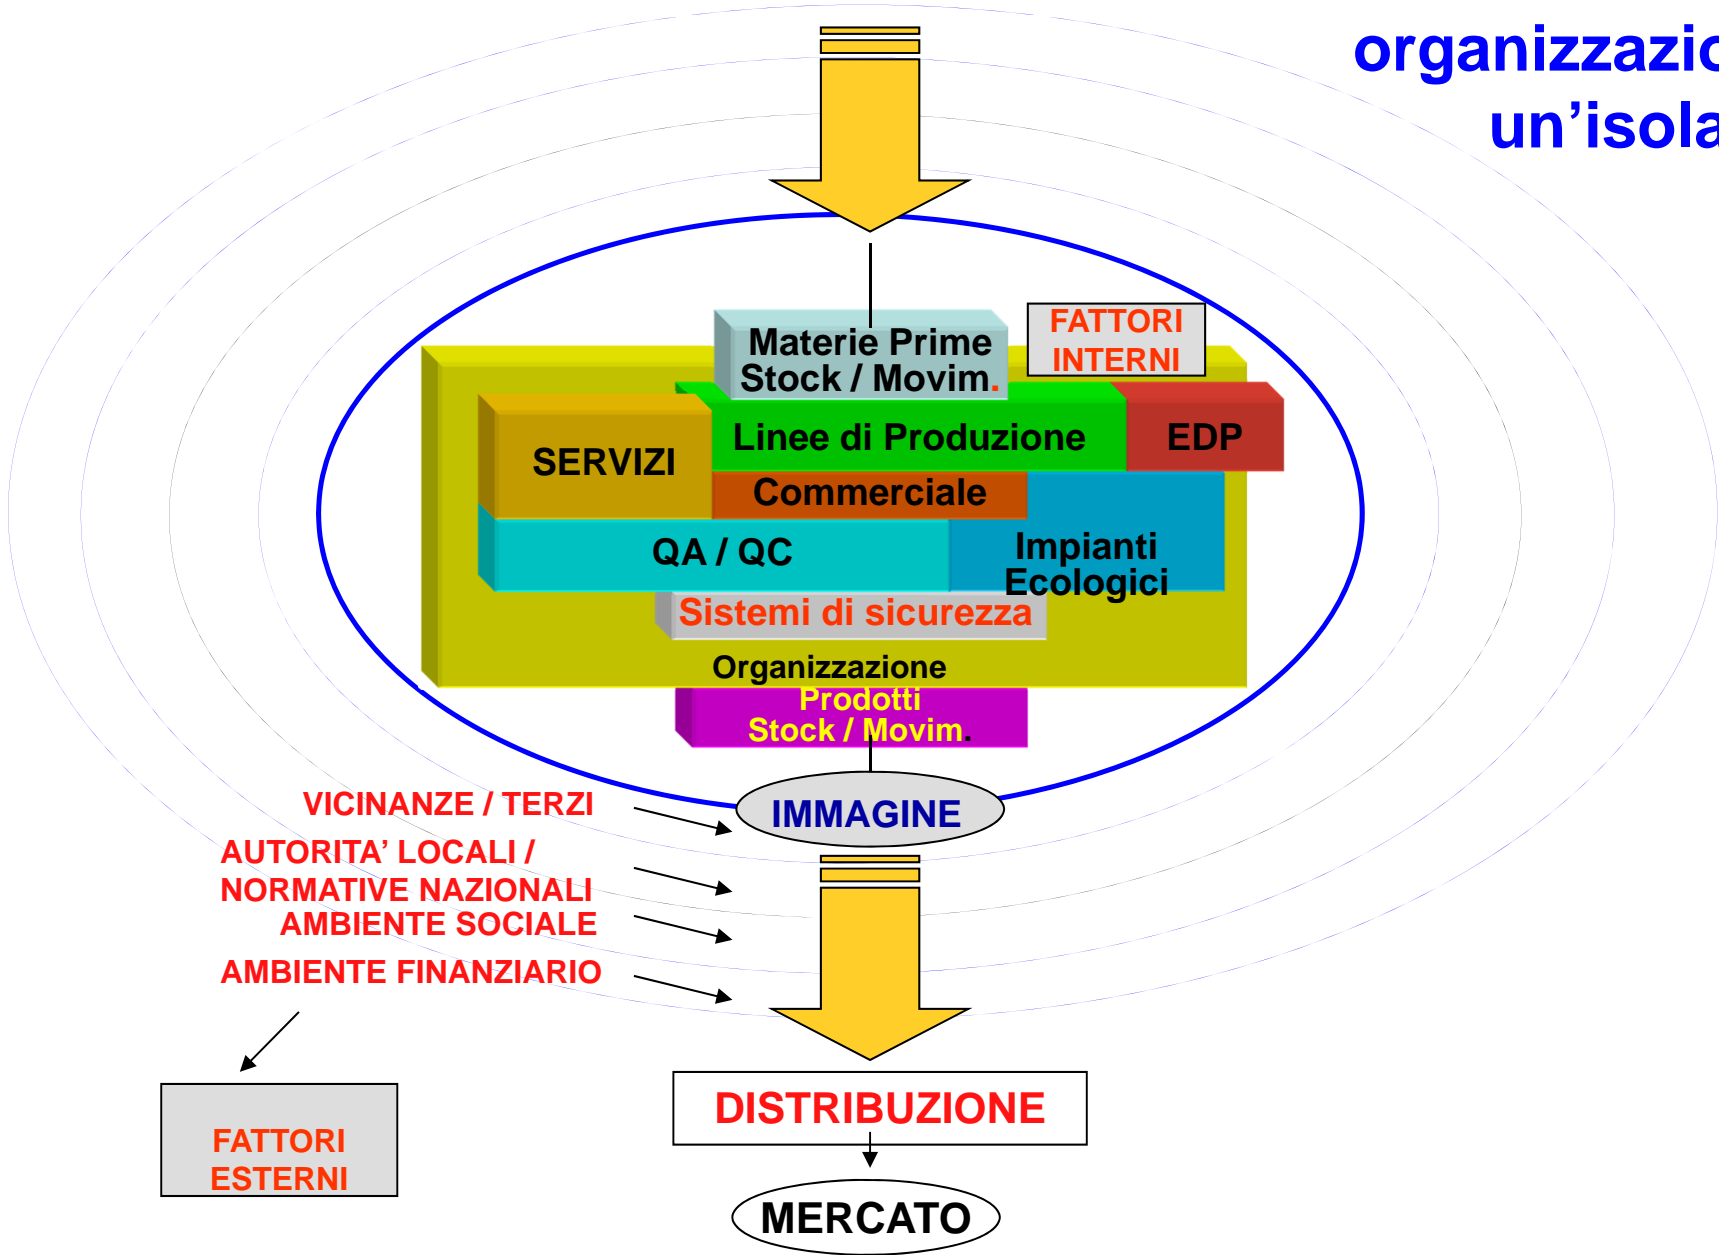 organizzazio
un’isola
FATTORI
INTERNI
Materie Prime
Stock / Movim.
Linee di Produzione
EDP
SERVIZI
Commerciale
QA / QC
Impianti
Ecologici
Sistemi di sicurezza
Organizzazione
Prodotti
Stock / Movim.
IMMAGINE
VICINANZE / TERZI
AUTORITA’ LOCALI /
NORMATIVE NAZIONALI
AMBIENTE SOCIALE
AMBIENTE FINANZIARIO
FATTORI
ESTERNI
DISTRIBUZIONE
MERCATO